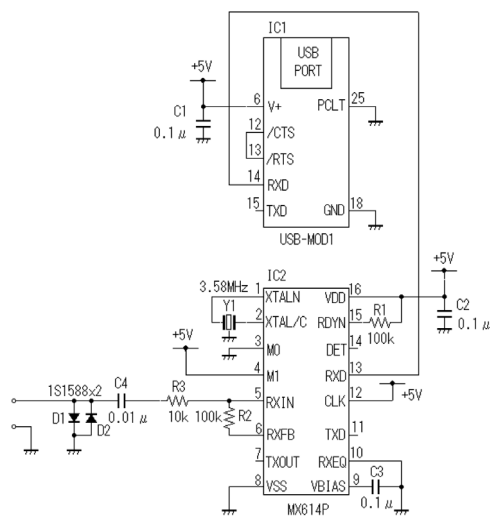 IC1
USB
PORT
+5V
6 V+ PCLT 25
C1
0.1μ
12 /CTS
13 /RTS
14 RXD
15 TXD GND 18
USB-MOD1
IC2
+5V
3.58MHz
Y1
1 XTALN VDD 16
2 XTAL/C RDYN 15
R1
100k
C2
0.1μ
3 M0 DET 14
+5V
4 M1 RXD 13
1S1588x2
C4
0.01μ
R3
10k
100k
R2
5 RXIN CLK 12
+5V
D1
D2
6 RXFB TXD 11
7 TXOUT RXEQ 10
8 VSS VBIAS 9
C3
0.1μ
MX614P